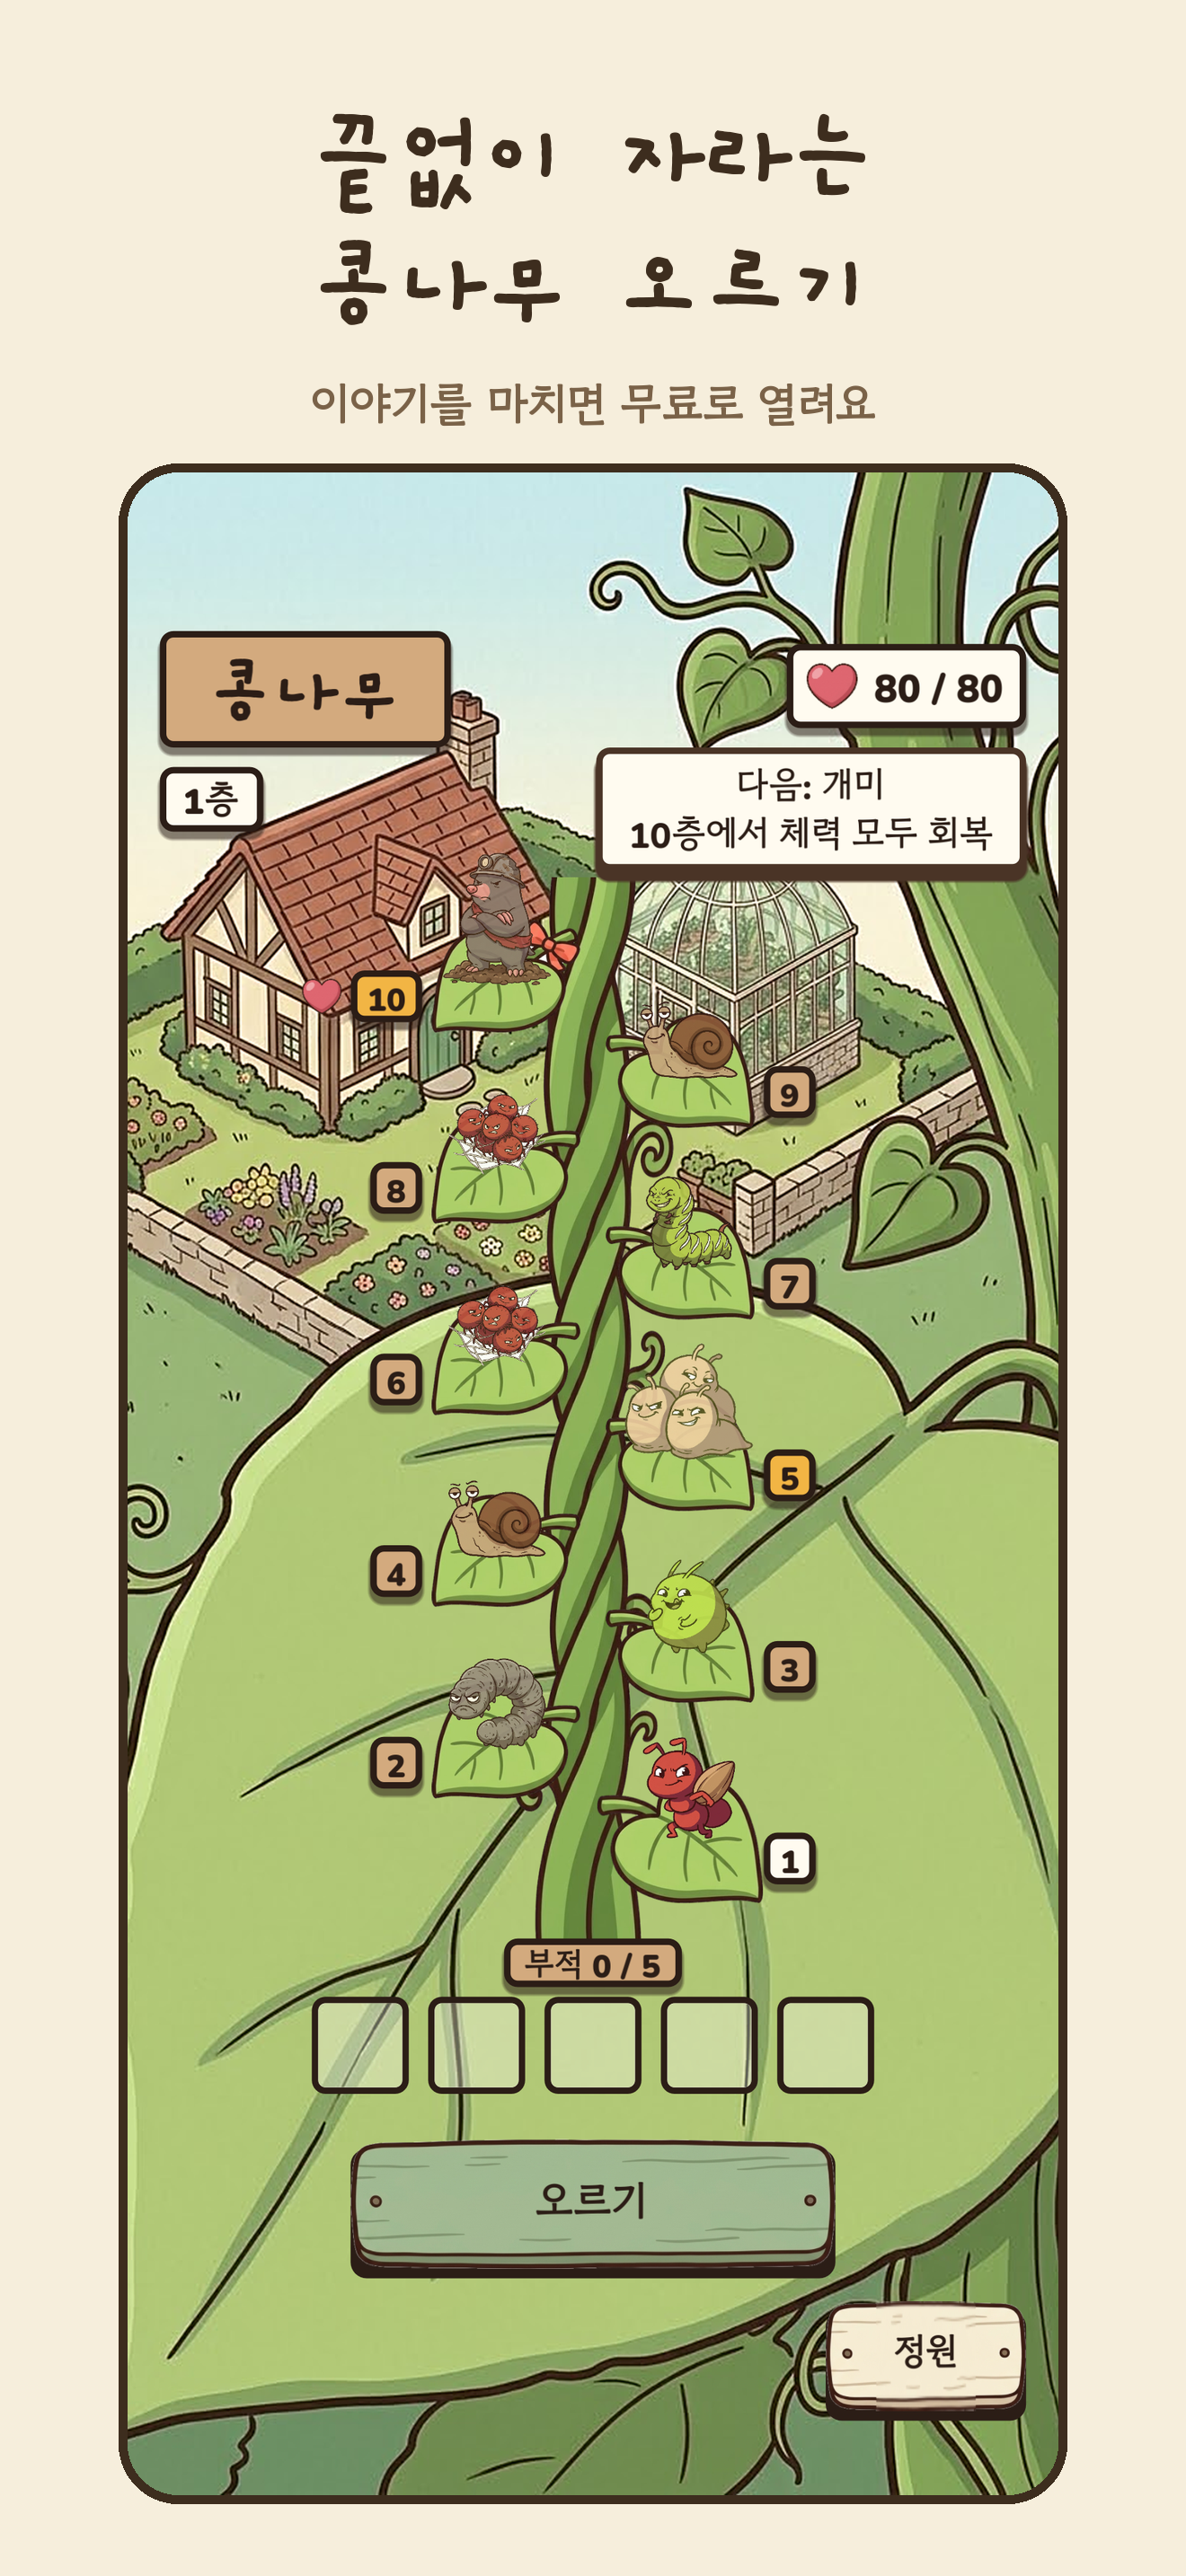 끝없이 자라는
콩나무 오르기
이야기를 마치면 무료로 열려요
콩나무
80 / 80
1층
다음: 개미
10층에서 체력 모두 회복
10
9
8
7
6
5
4
3
2
1
부적 0 / 5
오르기
정원